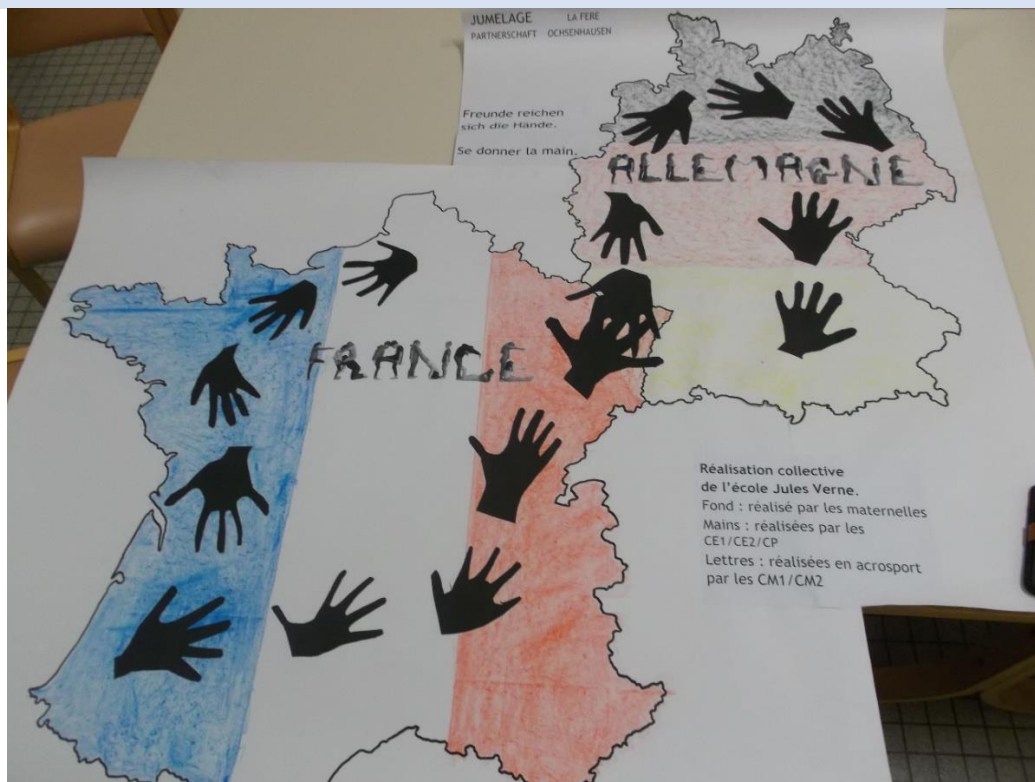 JUMELAGE LA FERE
PARTNERSCHAFT OCHSENHAUSEN
Freunde reichen
sich die Hände.
Se donner la main.
ALLEMAGNE
FRANCE
Réalisation collective
de l'école Jules Verne.
Fond : réalisé par les maternelles
Mains : réalisées par les
CE1/CE2/CP
Lettres : réalisées en acrosport
par les CM1/CM2